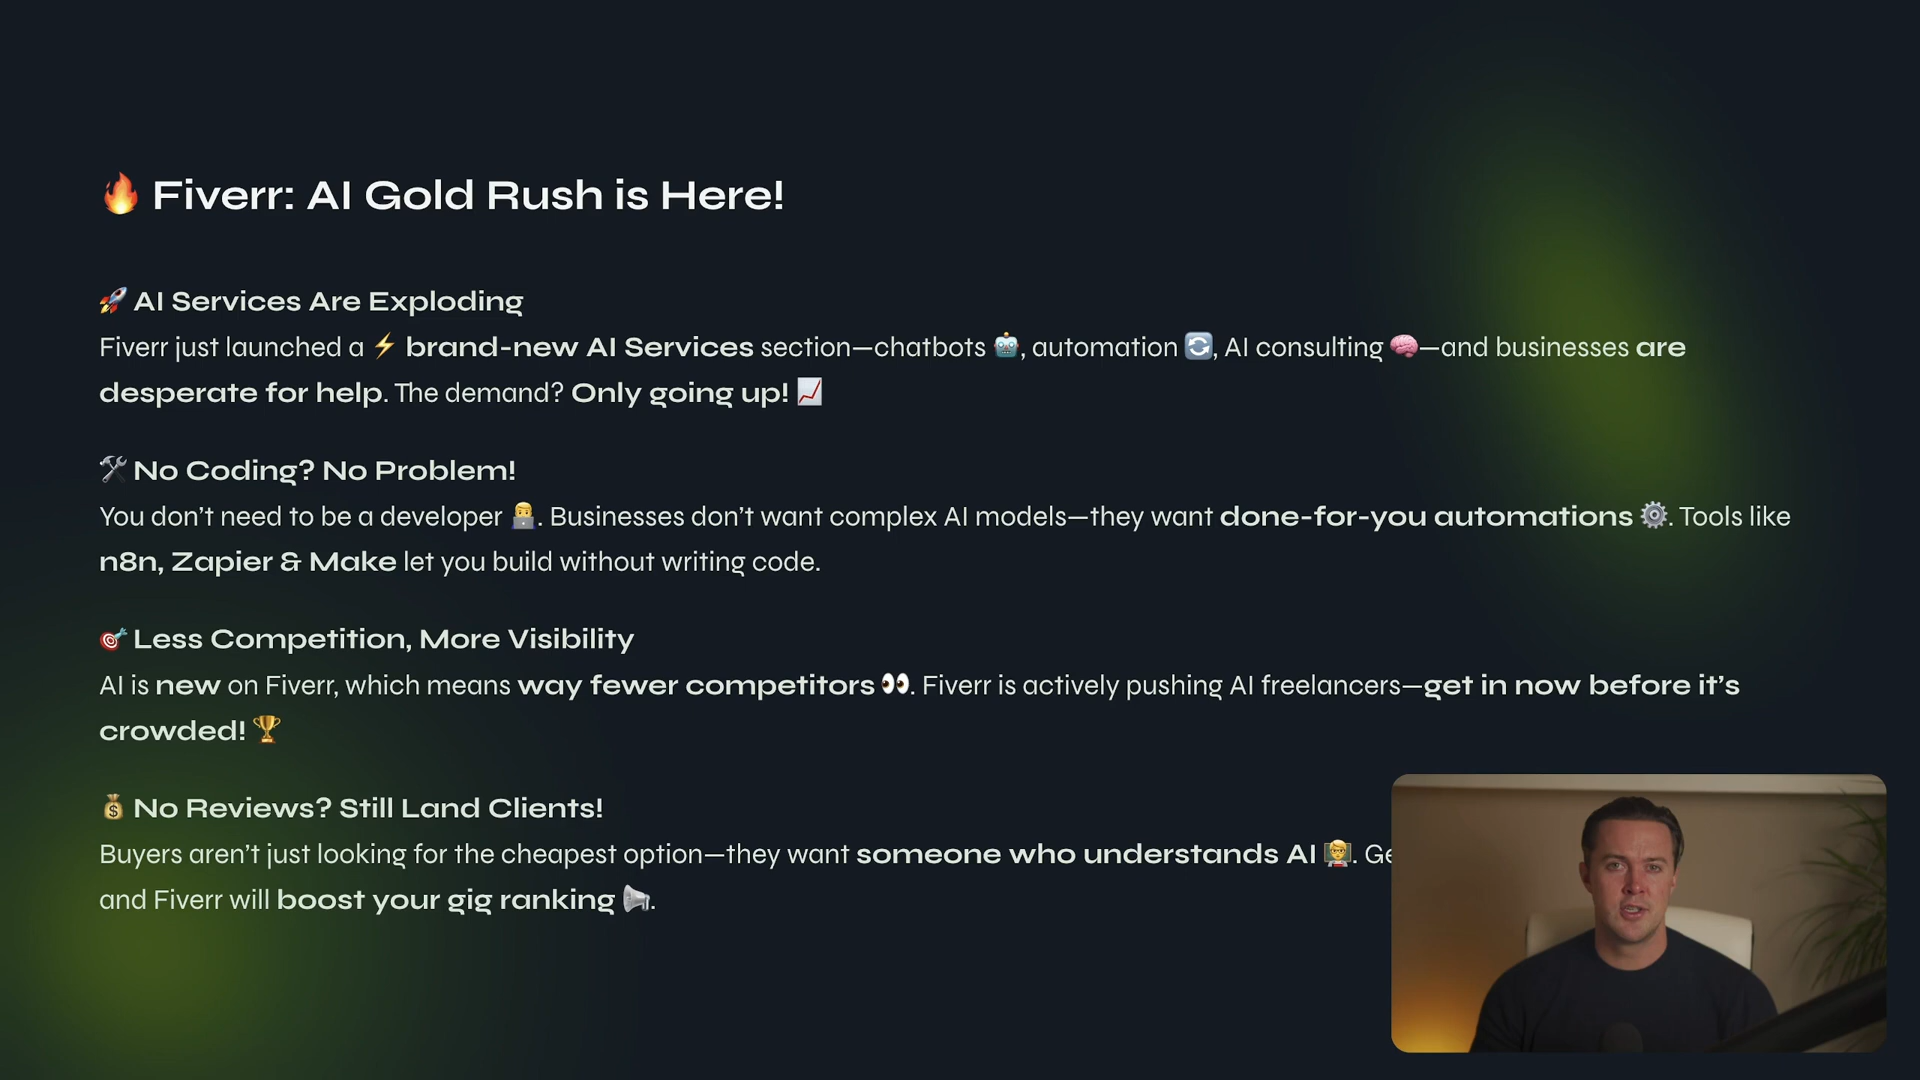 🔥 Fiverr: AI Gold Rush is Here!
🚀 AI Services Are Exploding
Fiverr just launched a ⚡ brand-new AI Services section—chatbots 🤖, automation 🔄, AI consulting 🧠—and businesses are
desperate for help. The demand? Only going up! 📈
🛠 No Coding? No Problem!
You don’t need to be a developer 👨‍💻. Businesses don’t want complex AI models—they want done-for-you automations ⚙️. Tools like
n8n, Zapier & Make let you build without writing code.
🎯 Less Competition, More Visibility
AI is new on Fiverr, which means way fewer competitors 👀. Fiverr is actively pushing AI freelancers—get in now before it’s
crowded! 🏆
💰 No Reviews? Still Land Clients!
Buyers aren’t just looking for the cheapest option—they want someone who understands AI 👨‍🏫.
and Fiverr will boost your gig ranking 📢.